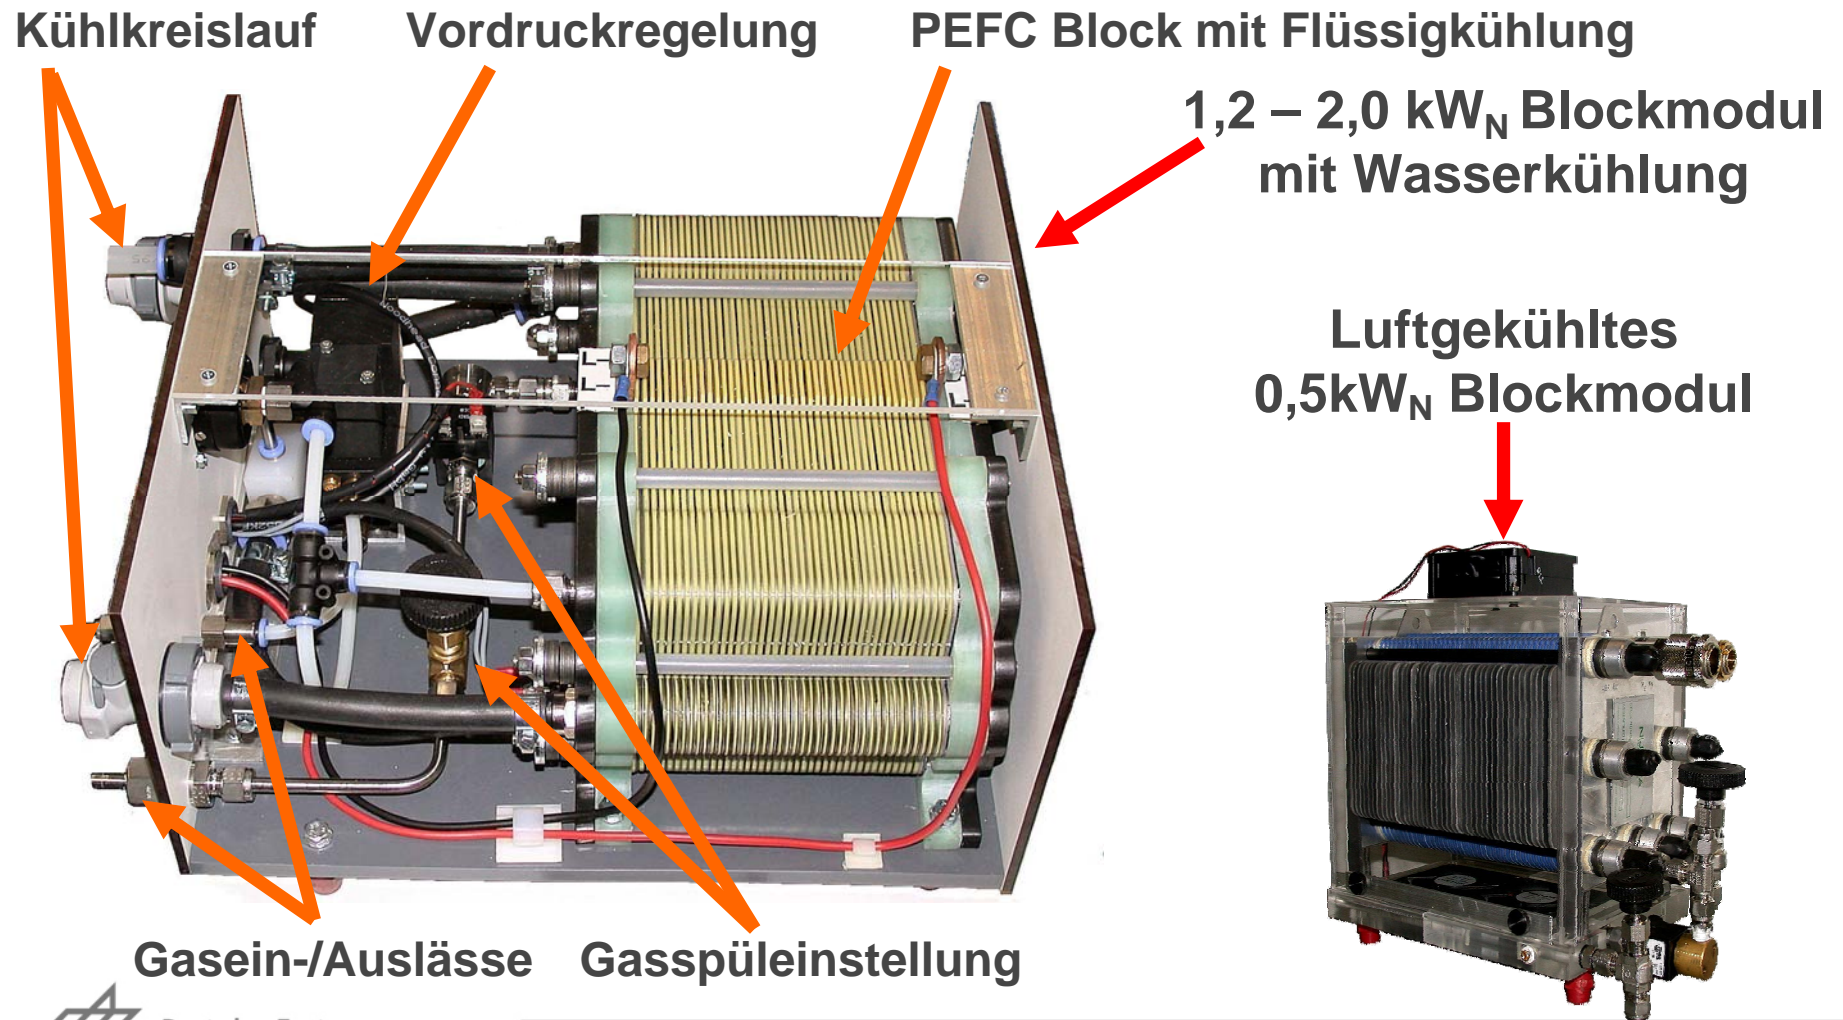 Kühlkreislauf
Vordruckregelung
PEFC Block mit Flüssigkühlung
1,2 – 2,0 kWN Blockmodul
mit Wasserkühlung
Luftgekühltes
0,5kWN Blockmodul
Gasein-/Auslässe
Gasspüleinstellung